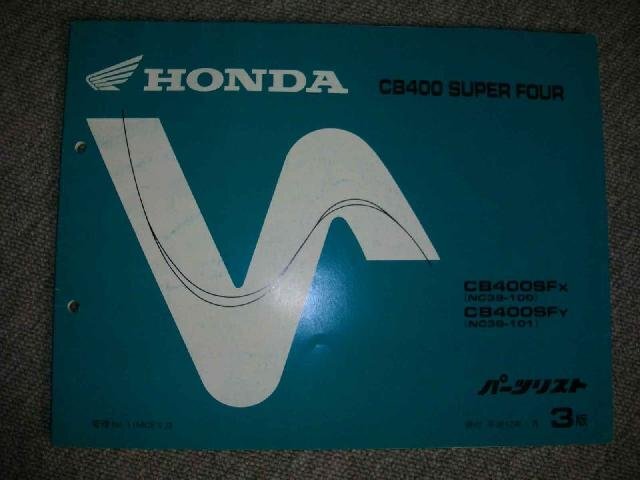 HONDA
CB400 SUPER FOUR
CB400SFX
(NC39-100)
CB400SFY
(NC39-101)
パーツリスト
3版